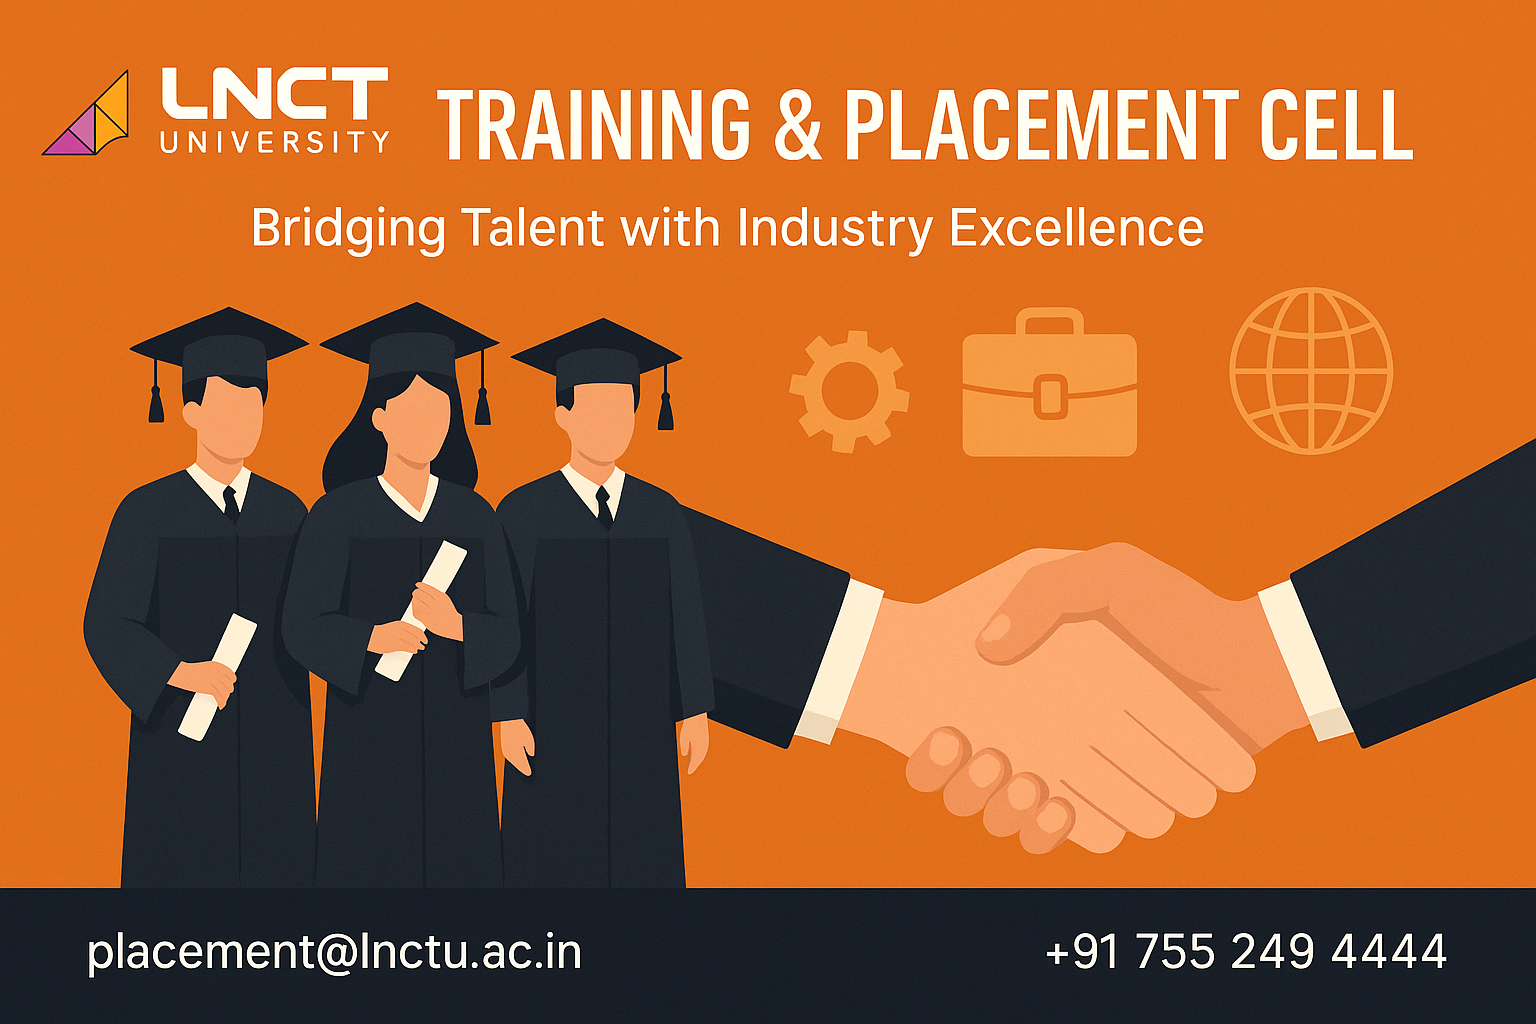 LNCT
UNIVERSITY
TRAINING & PLACEMENT CELL
Bridging Talent with Industry Excellence
placement@lnctu.ac.in
+91 755 249 4444